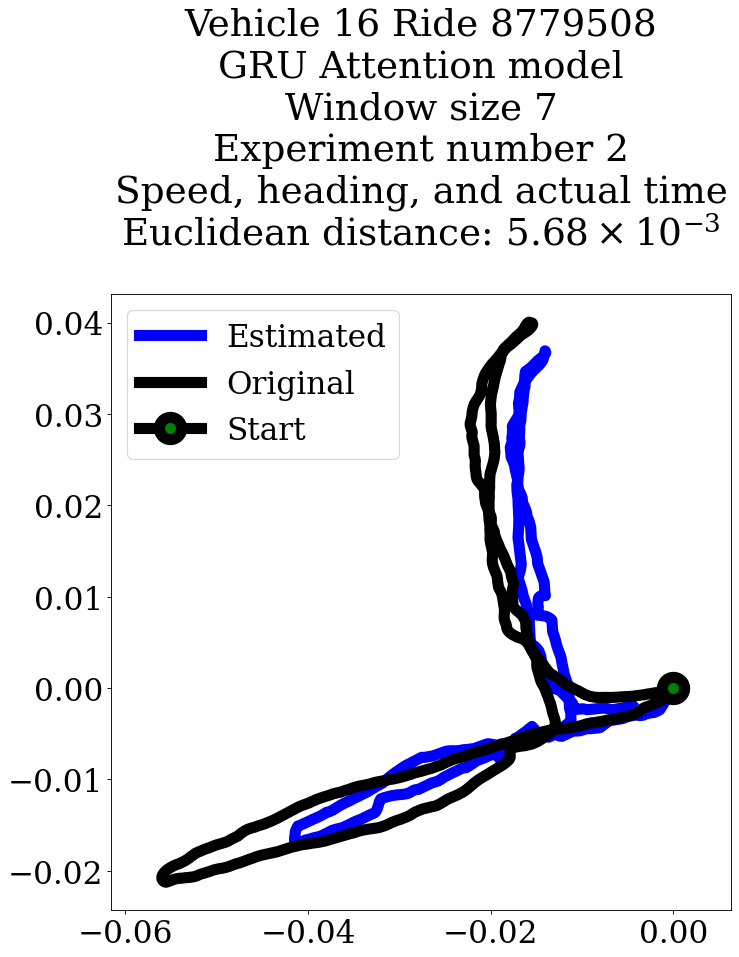 Vehicle 16 Ride 8779508
GRU Attention model
Window size 7
Experiment number 2
Speed, heading, and actual time
Euclidean distance: 5.68 × 10⁻³
Estimated
Original
Start
0.04
0.03
0.02
0.01
0.00
−0.01
−0.02
−0.06 −0.04 −0.02 0.00